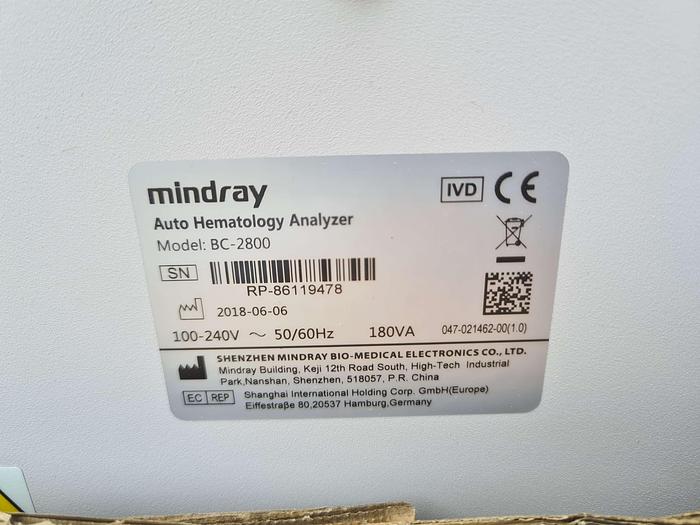 mindray
IVD CE
Auto Hematology Analyzer
Model: BC-2800
SN
RP-86119478
2018-06-06
100-240V ~ 50/60Hz 180VA 047-021462-00(1.0)
SHENZHEN MINDRAY BIO-MEDICAL ELECTRONICS CO., LTD.
Mindray Building, Keji 12th Road South, High-Tech Industrial
Park,Nanshan, Shenzhen, 518057, P.R. China
EC REP Shanghai International Holding Corp. GmbH(Europe)
Eiffestraβe 80,20537 Hamburg,Germany